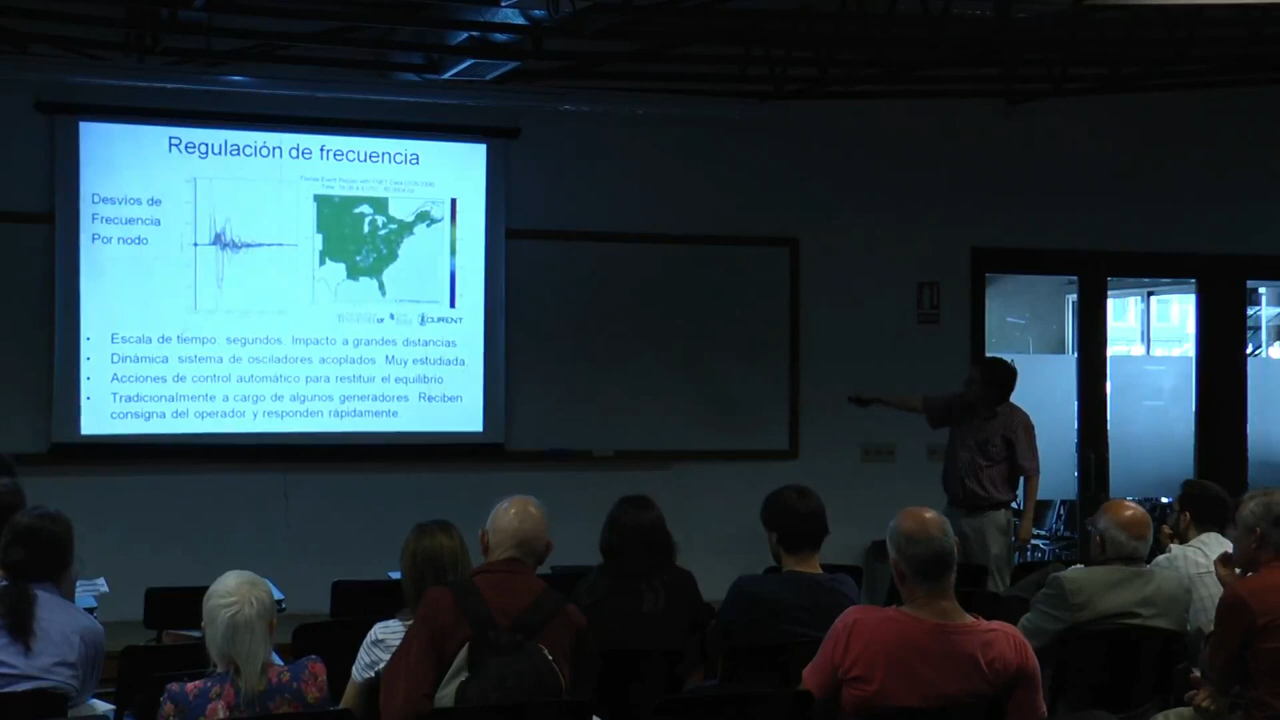 Regulación de frecuencia
Desvíos de
Frecuencia
Por nodo
CURENT
• Escala de tiempo: segundos. Impacto a grandes distancias
• Dinámica: sistema de osciladores acoplados. Muy estudiada.
• Acciones de control automático para restituir el equilibrio.
• Tradicionalmente a cargo de algunos generadores. Reciben
consigna del operador y responden rápidamente.